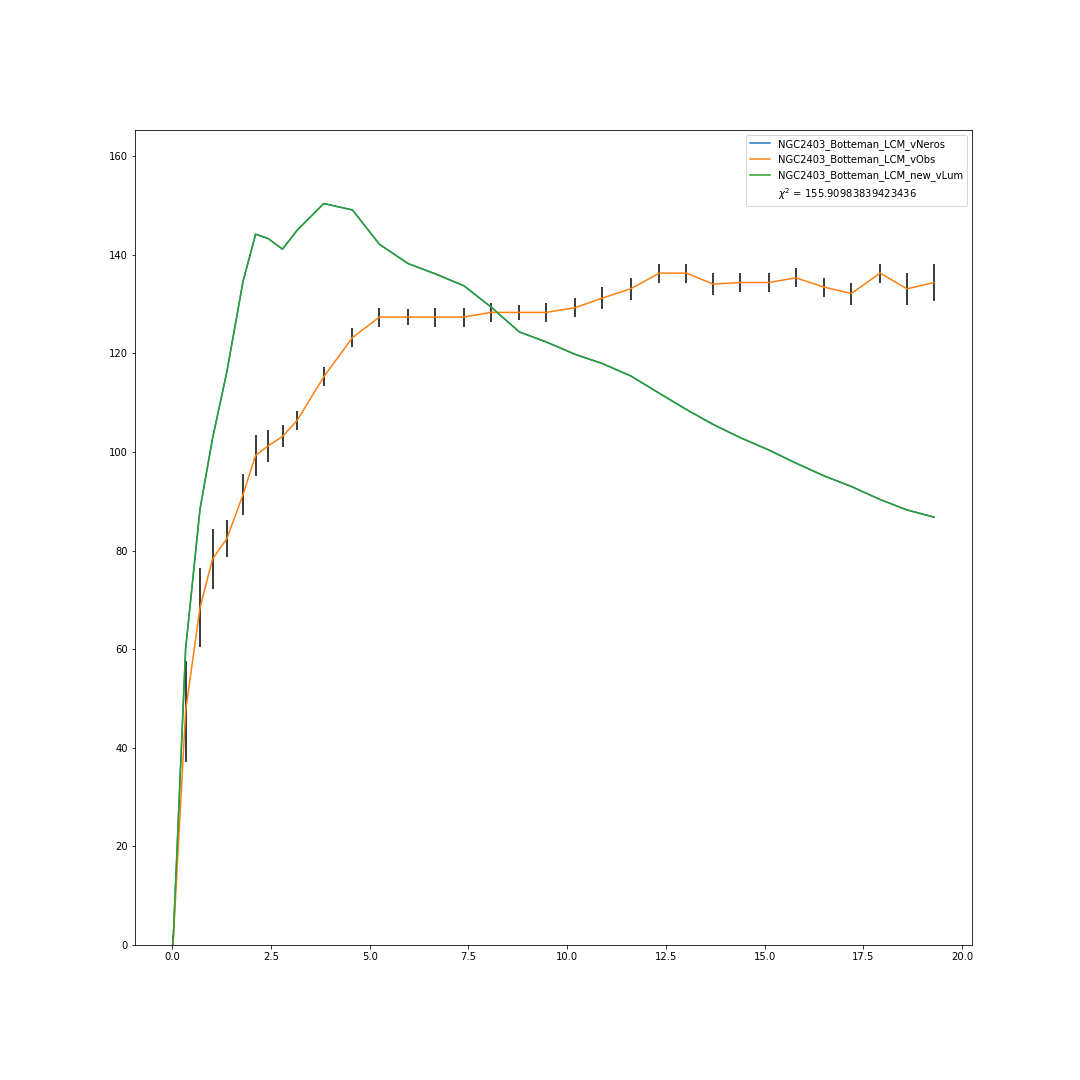 NGC2403_Botteman_LCM_vNeros
NGC2403_Botteman_LCM_vObs
NGC2403_Botteman_LCM_new_vLum
χ² = 155.90983839423436
160
140
120
100
80
60
40
20
0
0.0 2.5 5.0 7.5 10.0 12.5 15.0 17.5 20.0